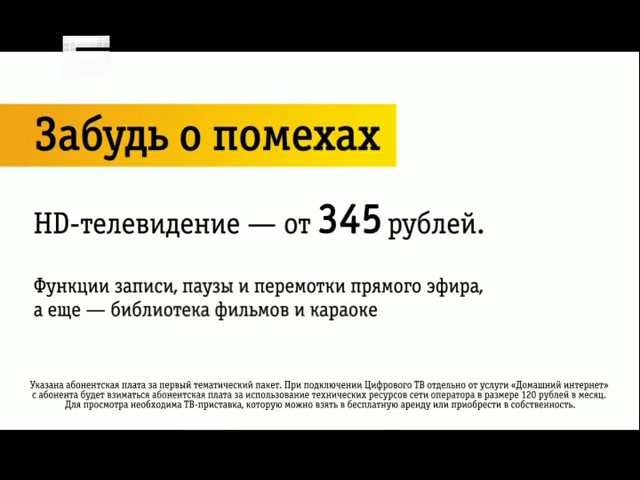 Забудь о помехах
HD-телевидение — от 345 рублей.
Функции записи, паузы и перемотки прямого эфира,
а еще — библиотека фильмов и караоке
Указана абонентская плата за первый тематический пакет. При подключении Цифрового ТВ отдельно от услуги «Домашний интернет»
с абонента будет взиматься абонентская плата за использование технических ресурсов сети оператора в размере 120 рублей в месяц.
Для просмотра необходима ТВ-приставка, которую можно взять в бесплатную аренду или приобрести в собственность.